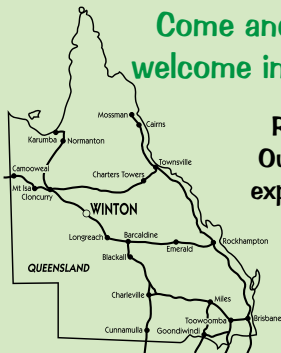 Come and
welcome in
R
Ou
exp
Mossman
Cairns
Karumba
Normanton
Townsville
Camooweal
Charters Towers
Mt Isa
Cloncurry
WINTON
Longreach
Barcaldine
Rockhampton
Emerald
Blackall
QUEENSLAND
Charleville
Miles
Toowoomba
Brisbane
Cunnamulla
Goondiwindi